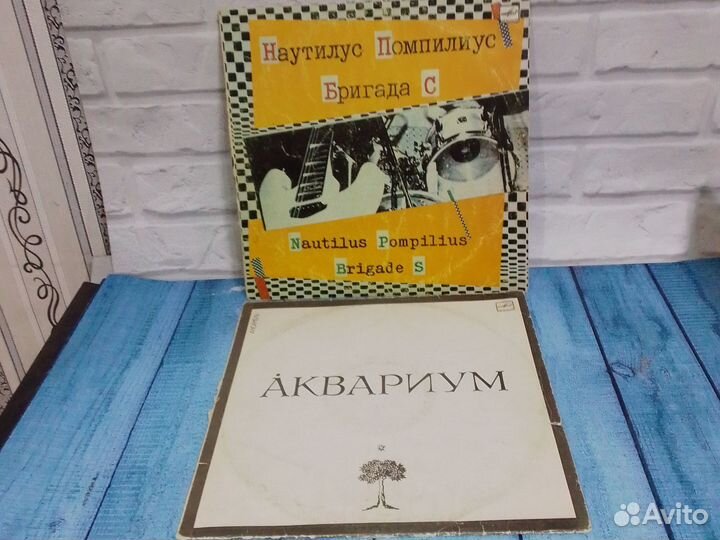 Наутилус Помпилиус
Бригада С
Nautilus Pompilius
Brigade S
АКВАРИУМ
Avito